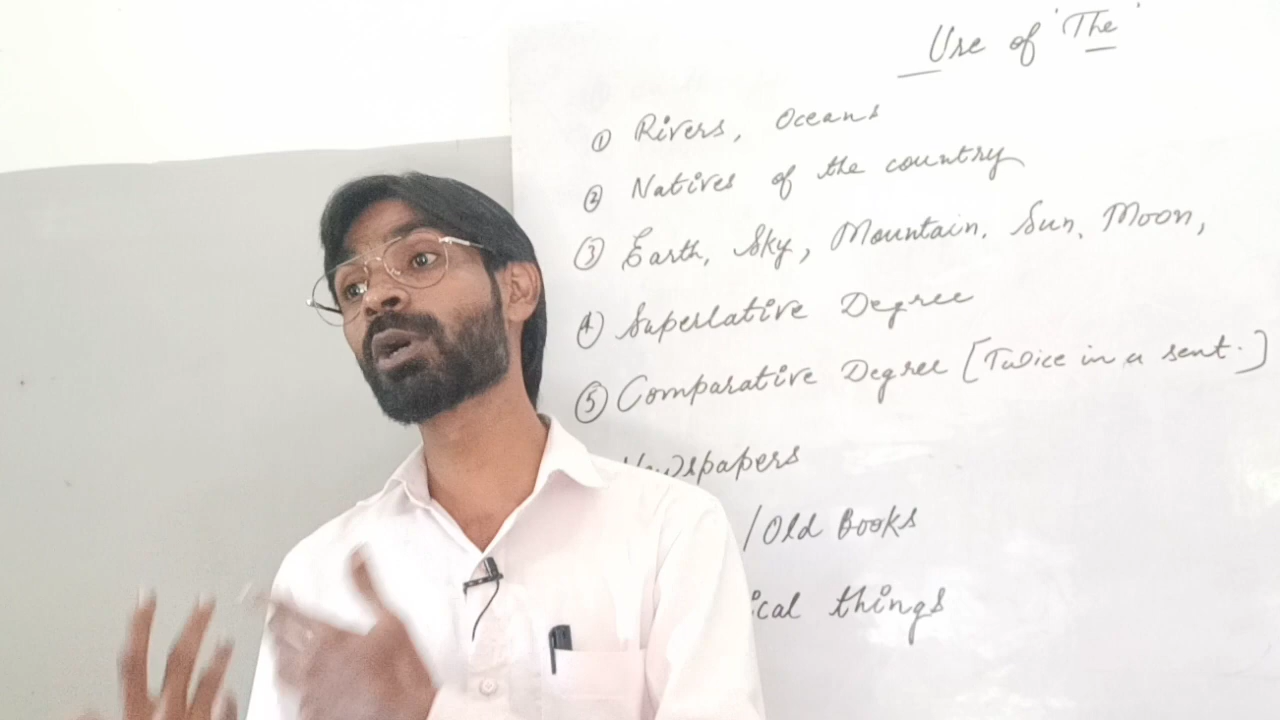 Use of 'The'
① Rivers, Oceans
② Natives of the country
③ Earth, Sky, Mountain, Sun, Moon,
④ Superlative Degree
⑤ Comparative Degree [Twice in a sent.]
Newspapers
/Old Books
ical things